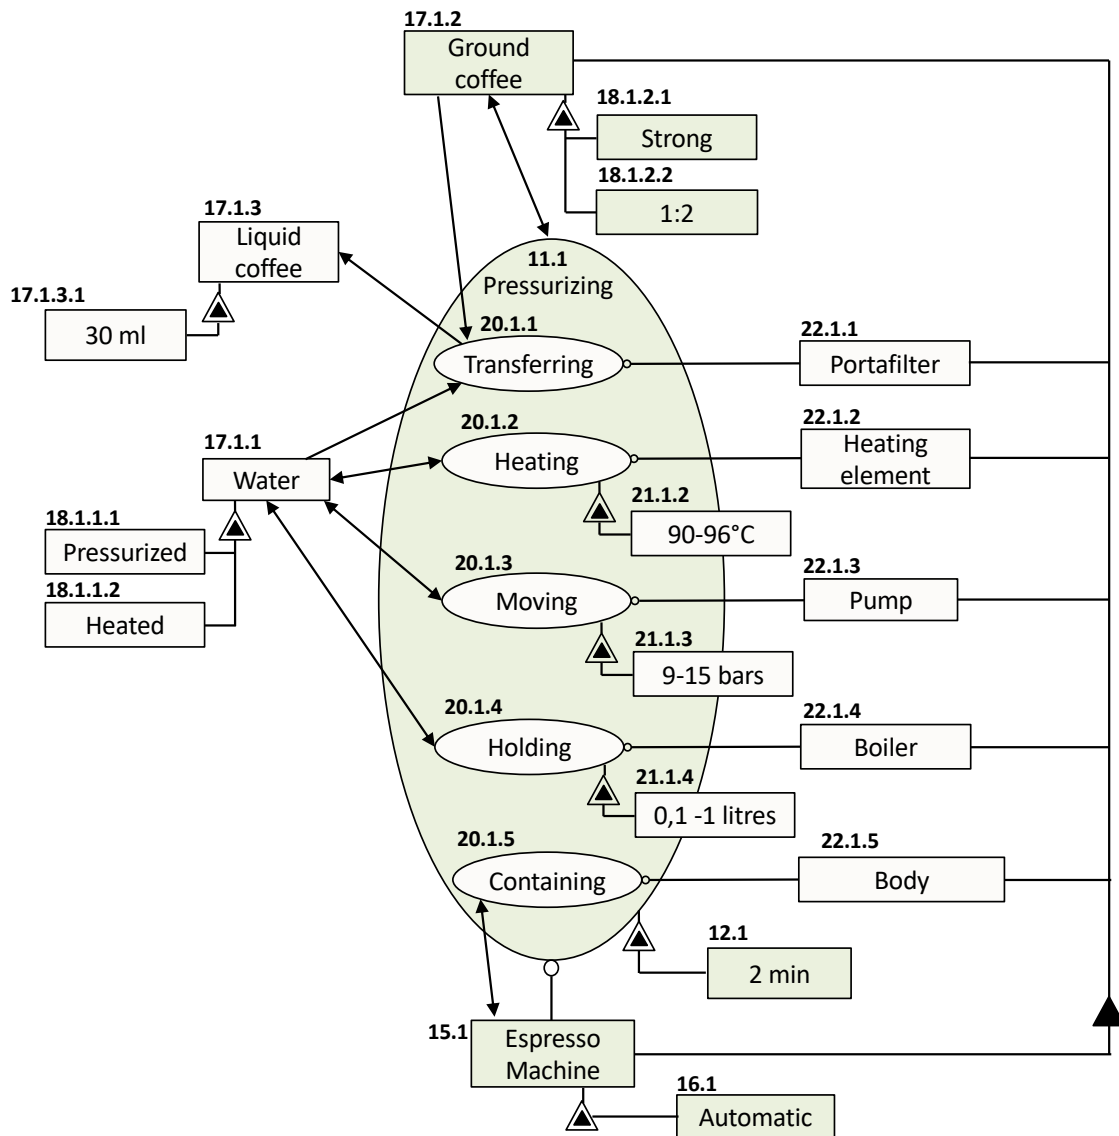 17.1.2
Ground
coffee
18.1.2.1
Strong
18.1.2.2
1:2
17.1.3
Liquid
coffee
17.1.3.1
30 ml
11.1
Pressurizing
20.1.1
Transferring
22.1.1
Portafilter
17.1.1
Water
20.1.2
Heating
22.1.2
Heating
element
21.1.2
90-96°C
18.1.1.1
Pressurized
18.1.1.2
Heated
20.1.3
Moving
22.1.3
Pump
21.1.3
9-15 bars
20.1.4
Holding
22.1.4
Boiler
21.1.4
0,1 -1 litres
20.1.5
Containing
22.1.5
Body
12.1
2 min
15.1
Espresso
Machine
16.1
Automatic